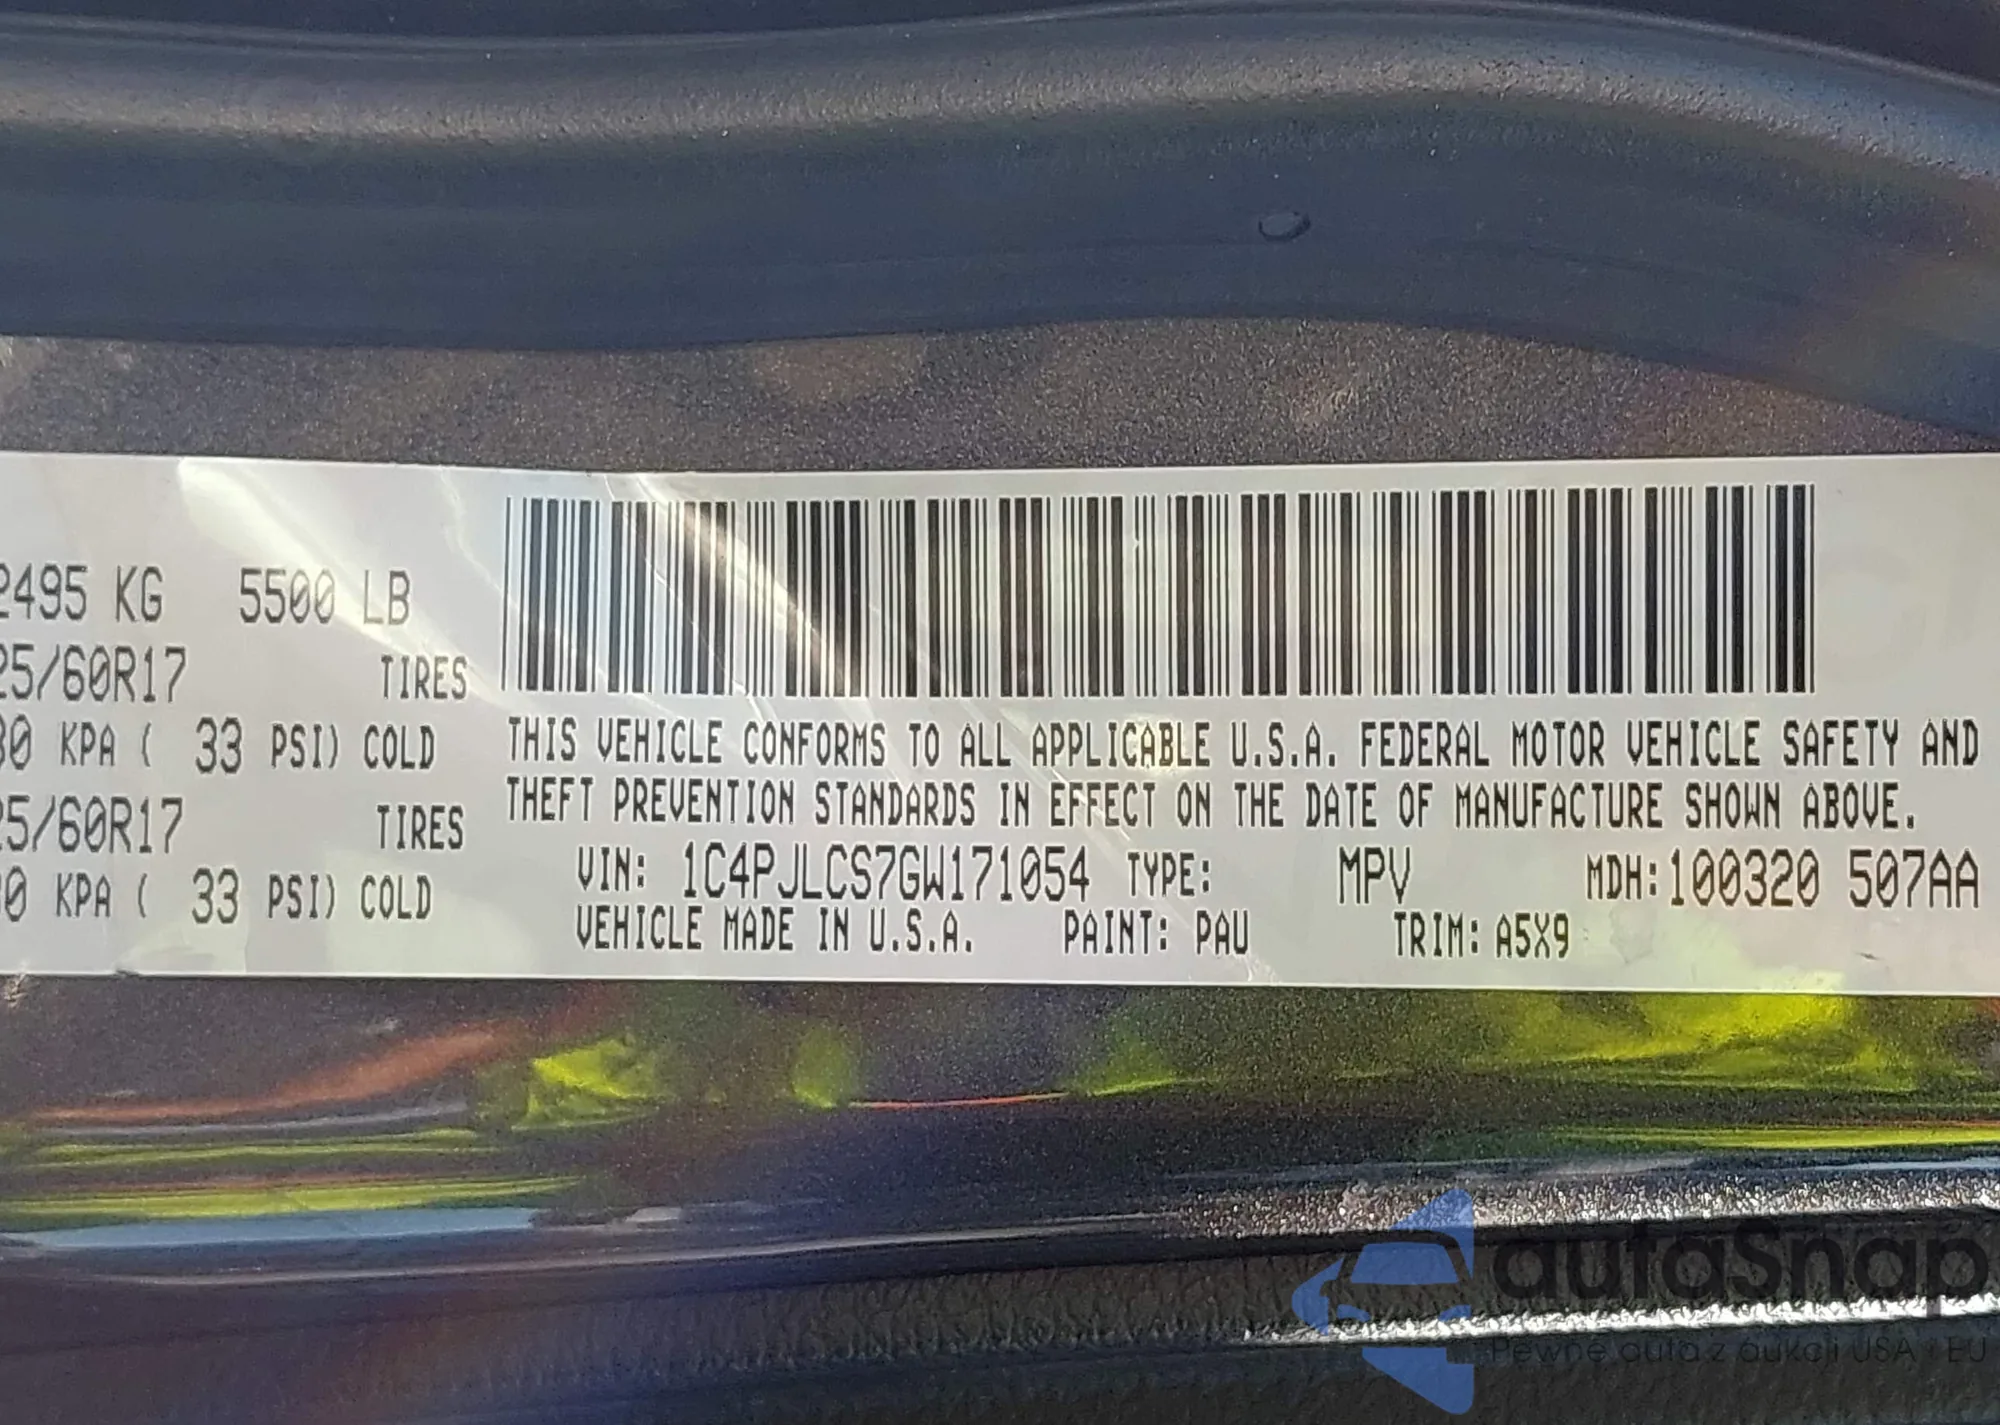 2495 KG 5500 LB
25/60R17 TIRES
30 KPA ( 33 PSI) COLD
25/60R17 TIRES
30 KPA ( 33 PSI) COLD
THIS VEHICLE CONFORMS TO ALL APPLICABLE U.S.A. FEDERAL MOTOR VEHICLE SAFETY AND
THEFT PREVENTION STANDARDS IN EFFECT ON THE DATE OF MANUFACTURE SHOWN ABOVE.
VIN: 1C4PJLCS7GW171054 TYPE: MPV MDH:100320 507AA
VEHICLE MADE IN U.S.A. PAINT: PAU TRIM: A5X9
autaSnap
Pewne auta z aukcji USA i EU